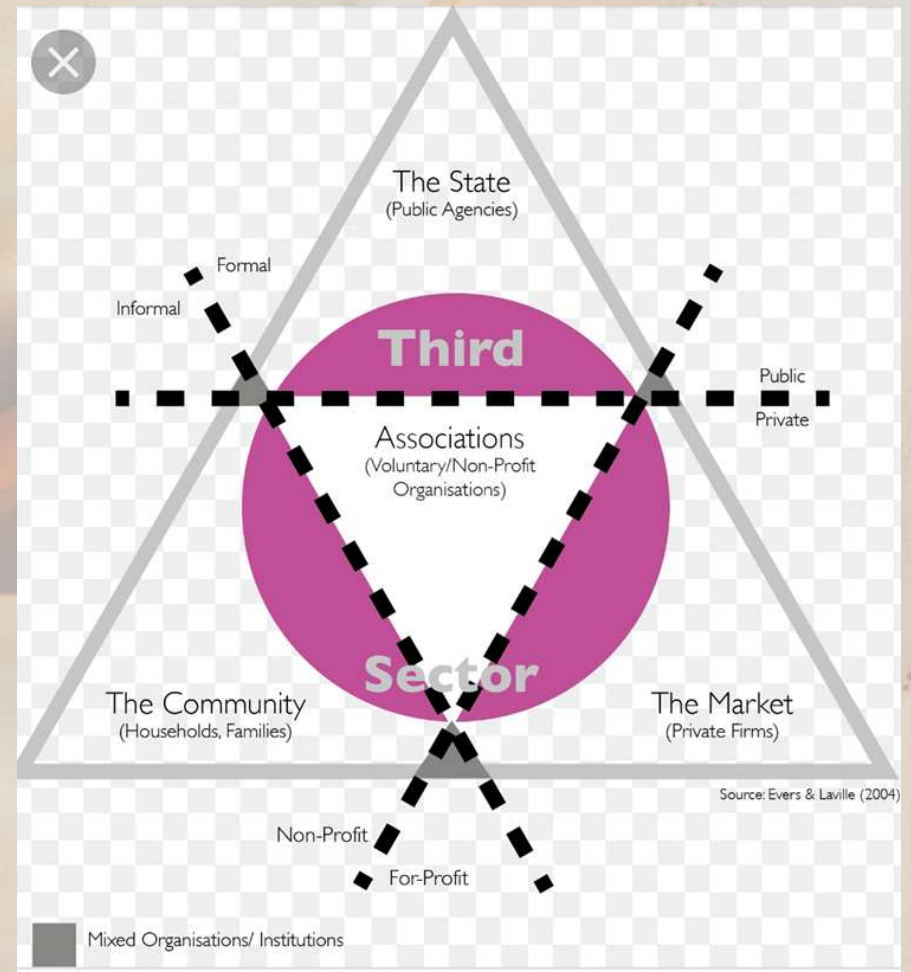 The State
(Public Agencies)
Formal
Informal
Third
Public
Private
Associations
(Voluntary/Non-Profit
Organisations)
Sector
The Community
(Households, Families)
The Market
(Private Firms)
Source: Evers & Laville (2004)
Non-Profit
For-Profit
Mixed Organisations/ Institutions